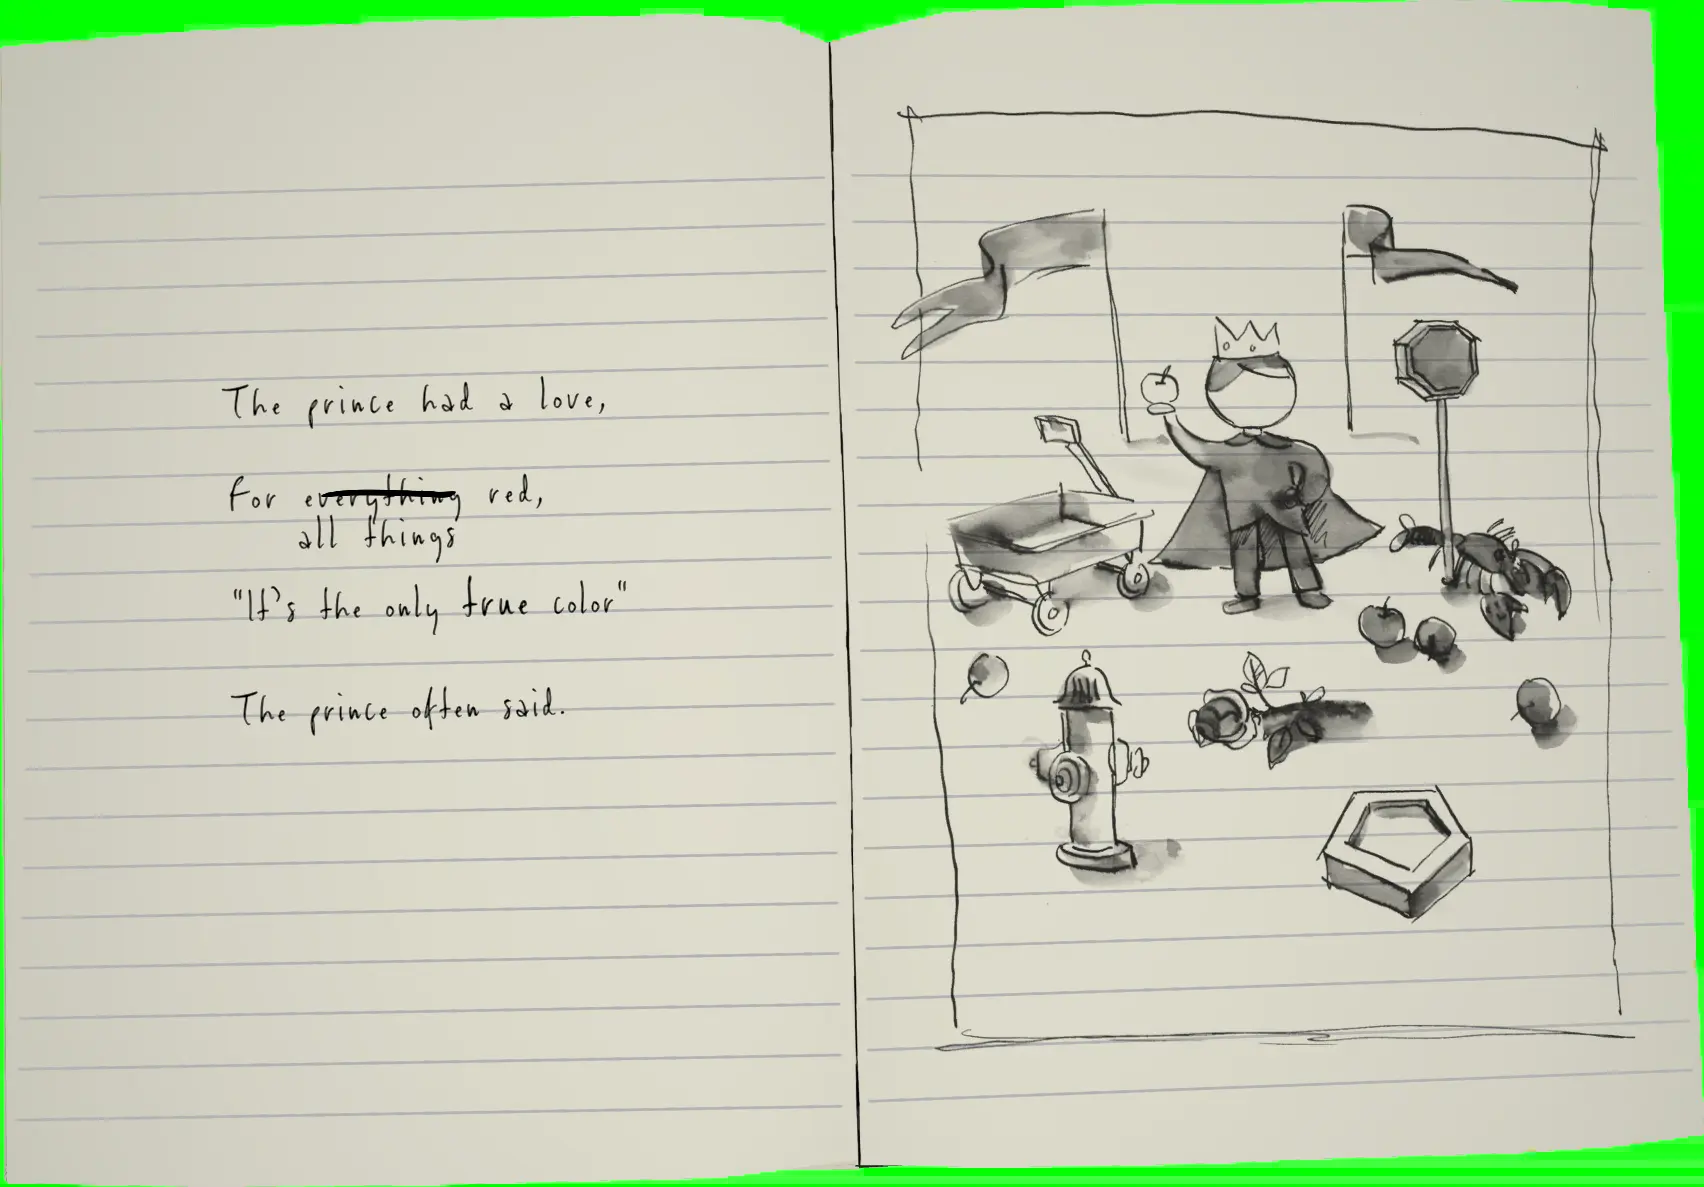 The prince had a love,
For everything red,
all things
"It's the only true color"
The prince often said.